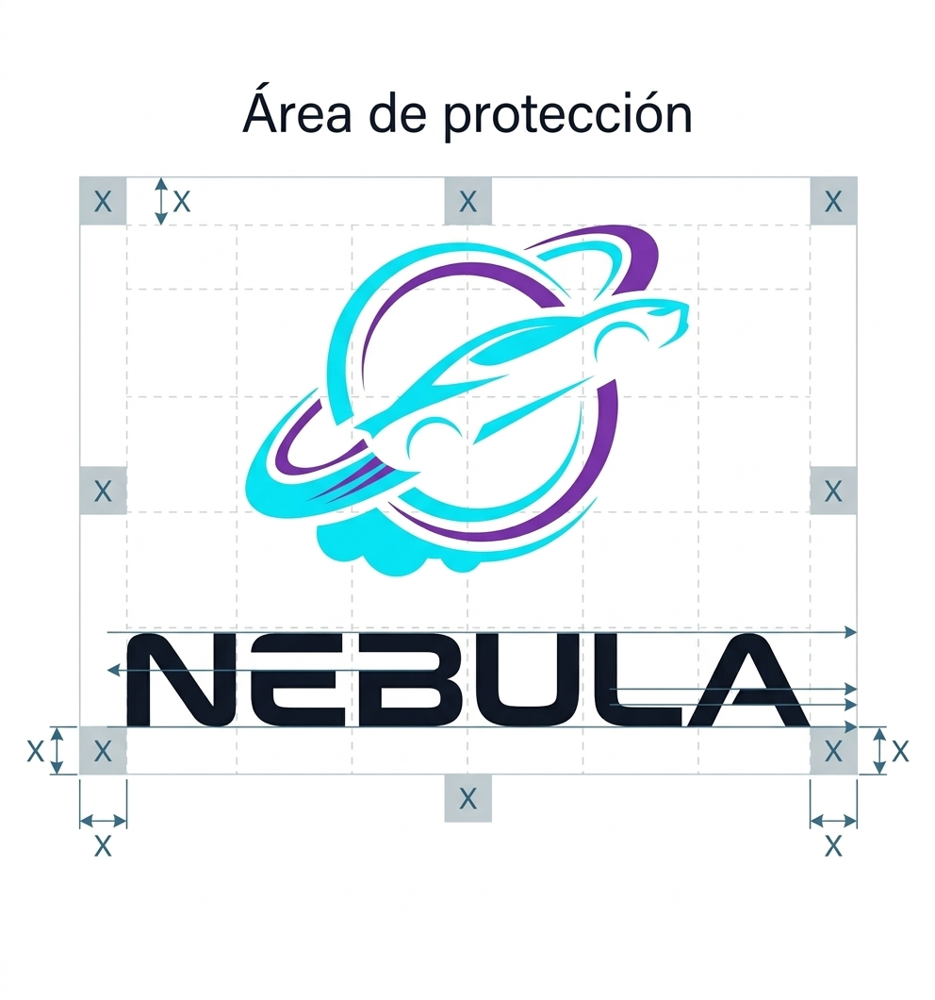 Área de protección
X X X X
X X
NEBULA
X X X X
X
X X